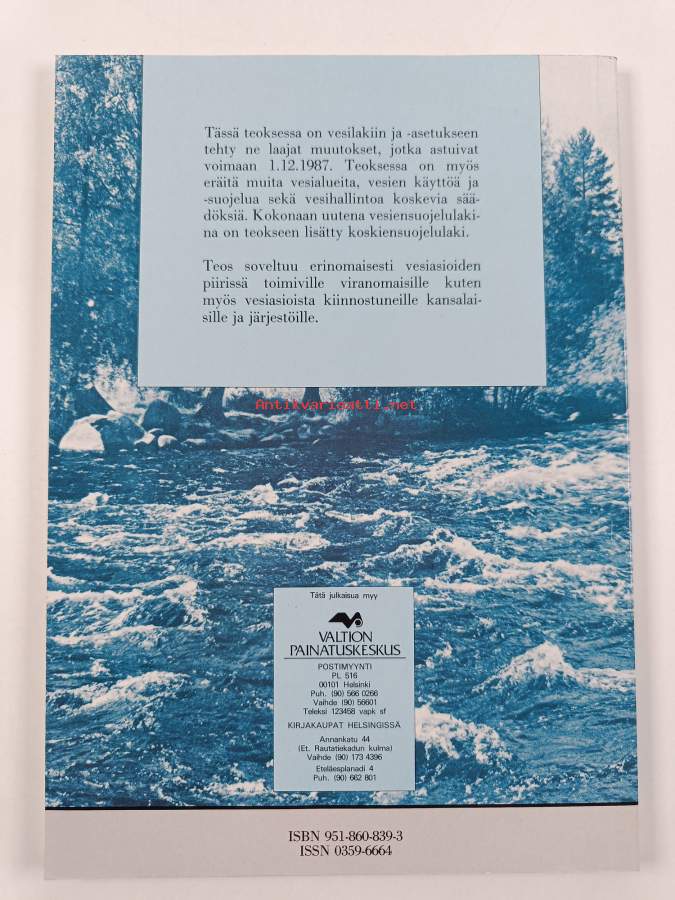 Tässä teoksessa on vesilakiin ja -asetukseen
tehty ne laajat muutokset, jotka astuivat
voimaan 1.12.1987. Teoksessa on myös
eräitä muita vesialueita, vesien käyttöä ja
-suojelua sekä vesihallintoa koskevia sää-
döksiä. Kokonaan uutena vesiensuojelulaki-
na on teokseen lisätty koskiensuojelulaki.
Teos soveltuu erinomaisesti vesiasioiden
piirissä toimiville viranomaisille kuten
myös vesiasioista kiinnostuneille kansalai-
sille ja järjestöille.
Antikvariaatti.net
Tätä julkaisua myy
VALTION
PAINATUSKESKUS
POSTIMYYNTI
PL 516
00101 Helsinki
Puh. (90) 566 0266
Vaihde (90) 56601
Teleksi 123458 vapk sf
KIRJAKAUPAT HELSINGISSÄ
Annankatu 44
(Et. Rautatiekadun kulma)
Vaihde (90) 173 4396
Eteläesplanadi 4
Puh. (90) 662 801
ISBN 951-860-839-3
ISSN 0359-6664